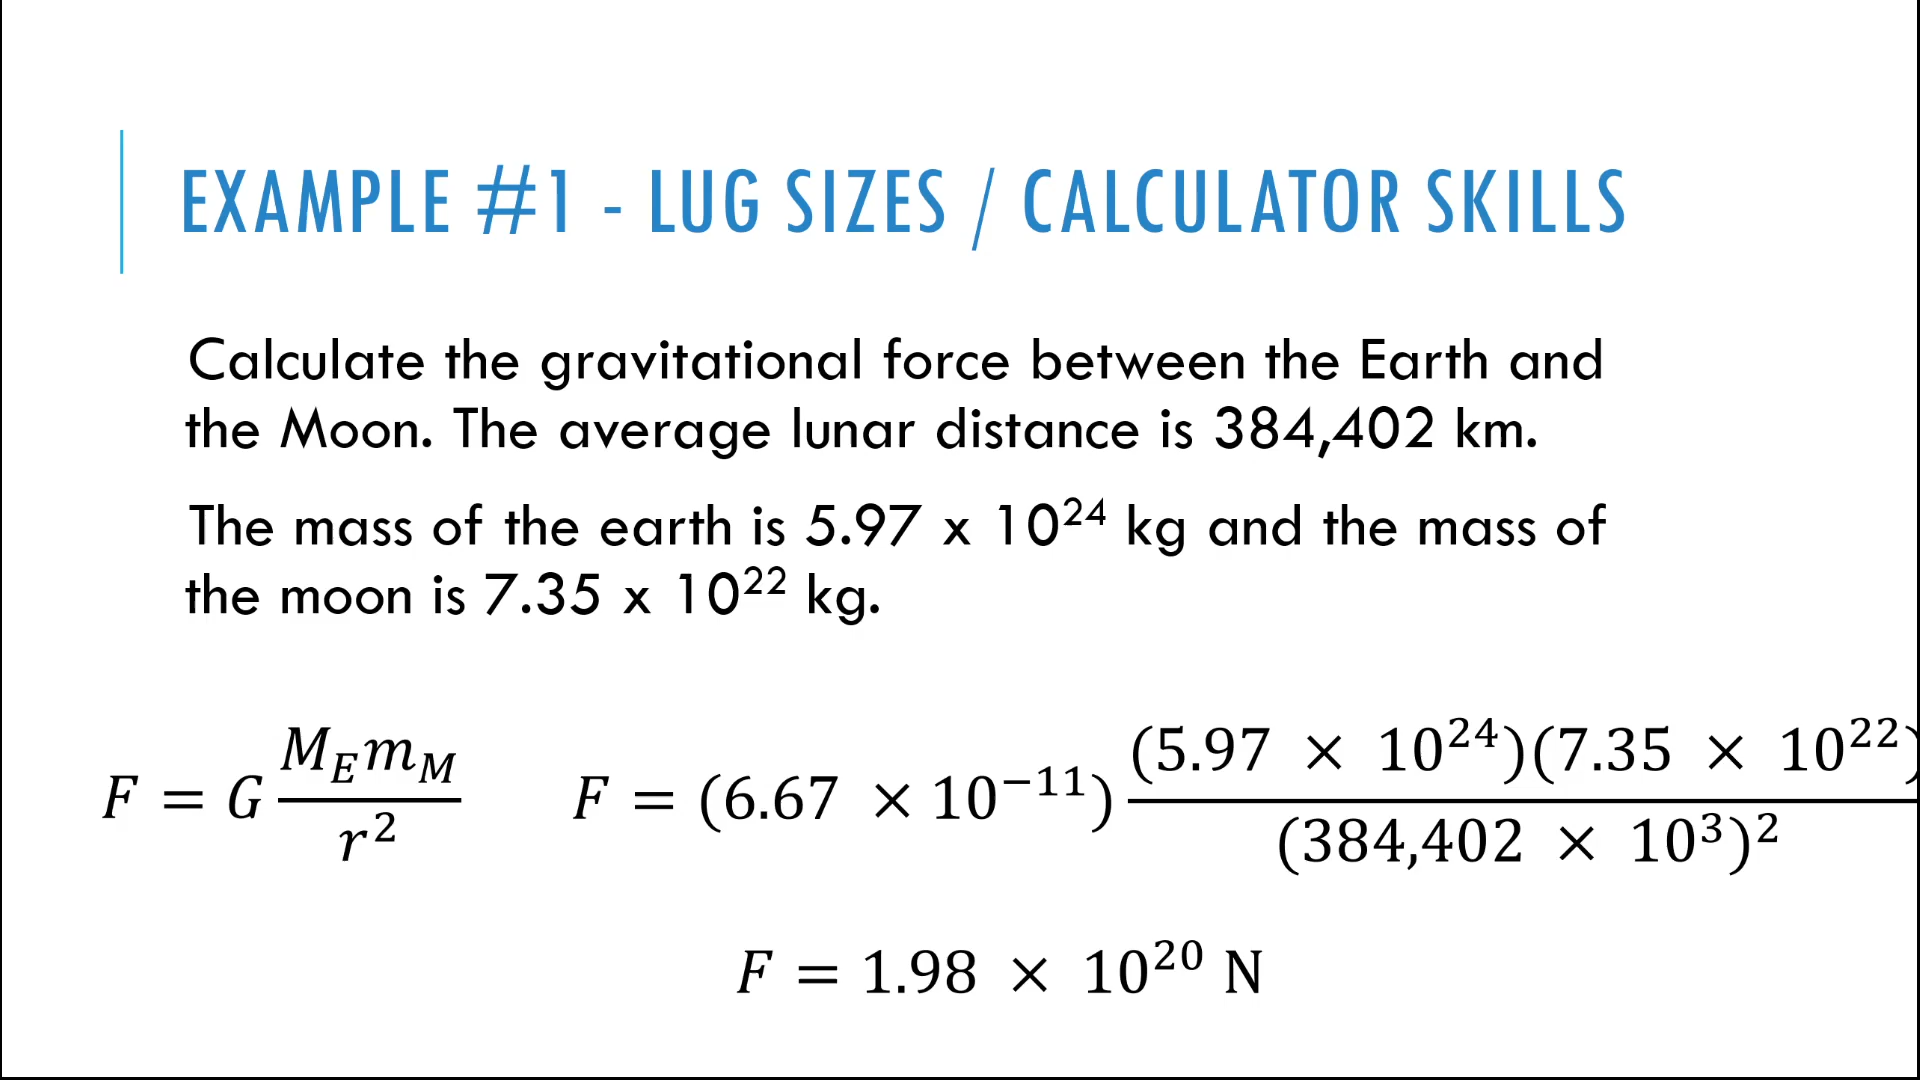 EXAMPLE #1 - LUG SIZES / CALCULATOR SKILLS
Calculate the gravitational force between the Earth and
the Moon. The average lunar distance is 384,402 km.
The mass of the earth is 5.97 x 10²⁴ kg and the mass of
the moon is 7.35 x 10²² kg.
F = G M_E m_M / r²    F = (6.67 × 10⁻¹¹) (5.97 × 10²⁴)(7.35 × 10²²) / (384,402 × 10³)²
F = 1.98 × 10²⁰ N